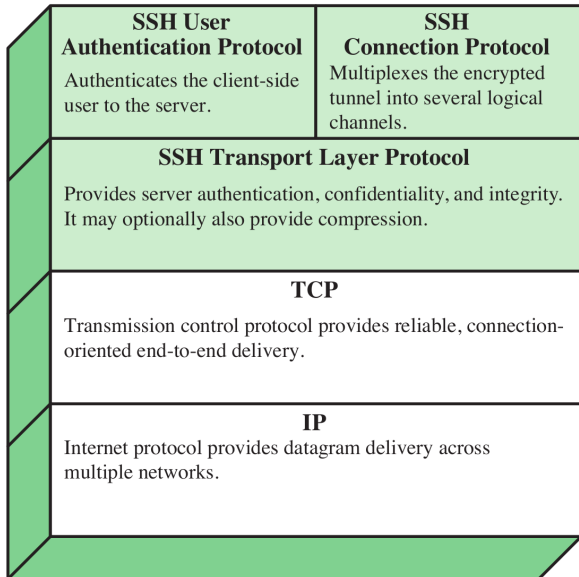 SSH User
Authentication Protocol
Authenticates the client-side
user to the server.
SSH
Connection Protocol
Multiplexes the encrypted
tunnel into several logical
channels.
SSH Transport Layer Protocol
Provides server authentication, confidentiality, and integrity.
It may optionally also provide compression.
TCP
Transmission control protocol provides reliable, connection-
oriented end-to-end delivery.
IP
Internet protocol provides datagram delivery across
multiple networks.